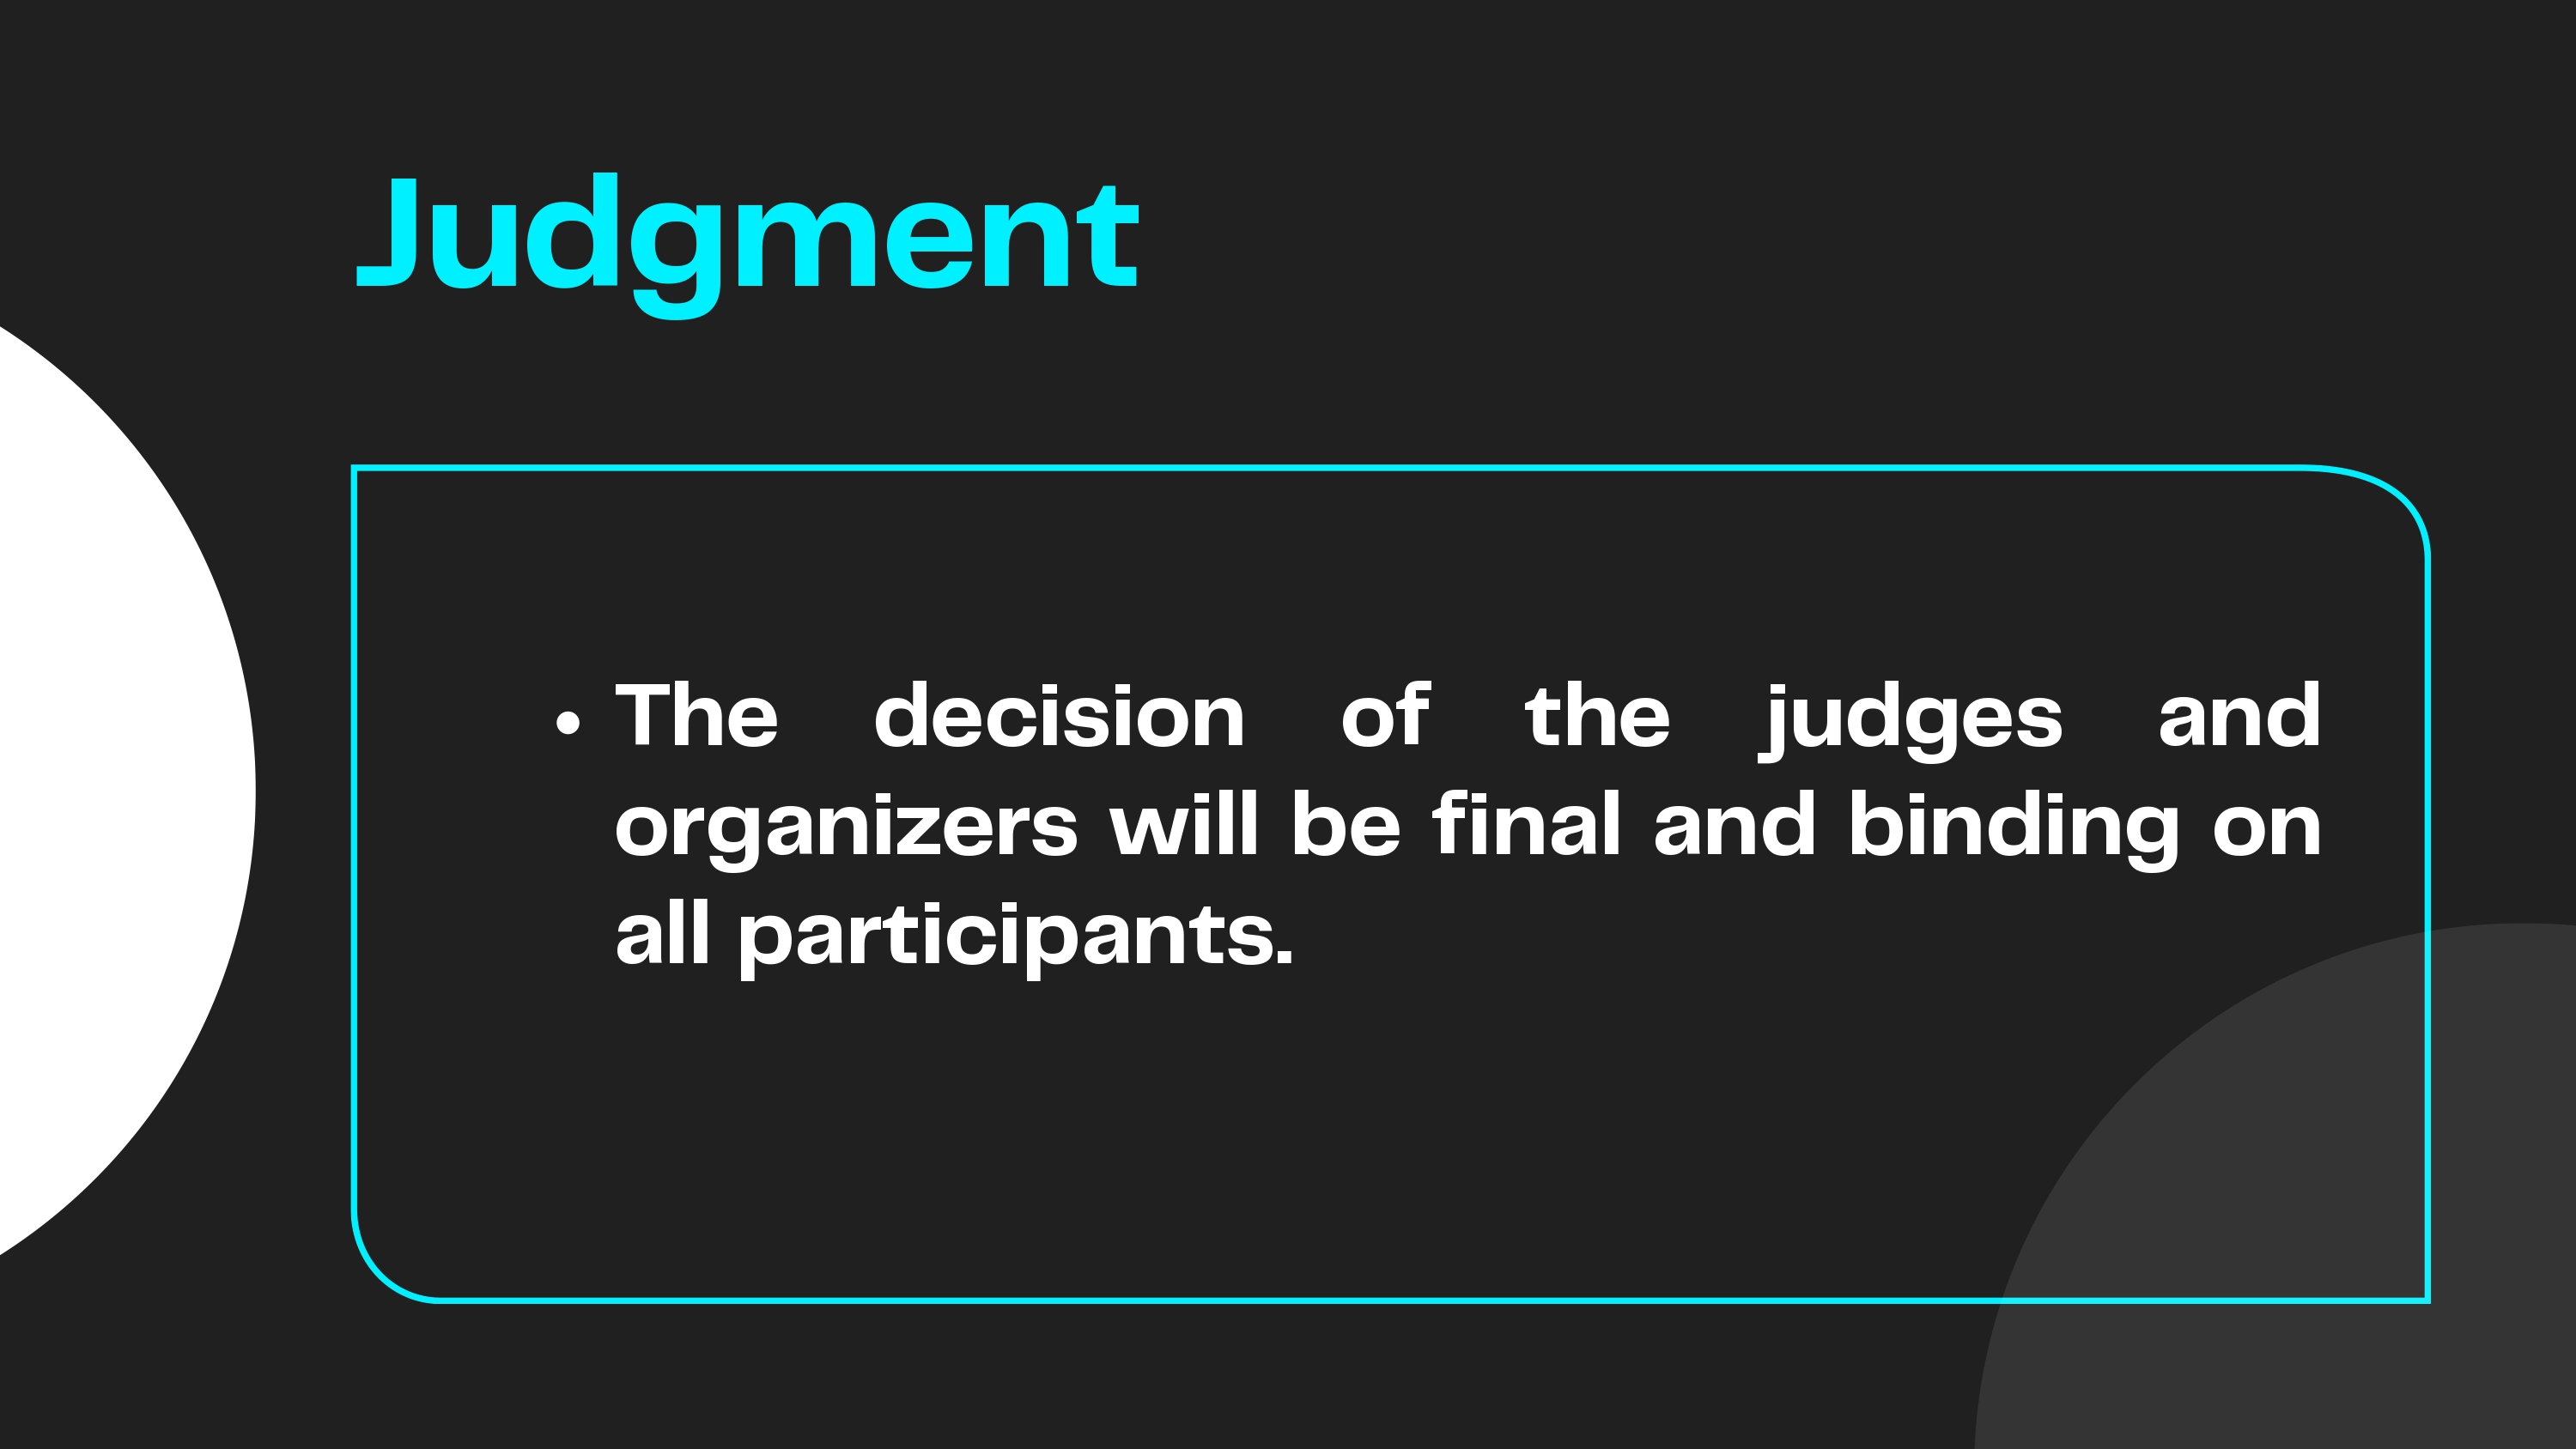 Judgment
• The decision of the judges and
organizers will be final and binding on
all participants.